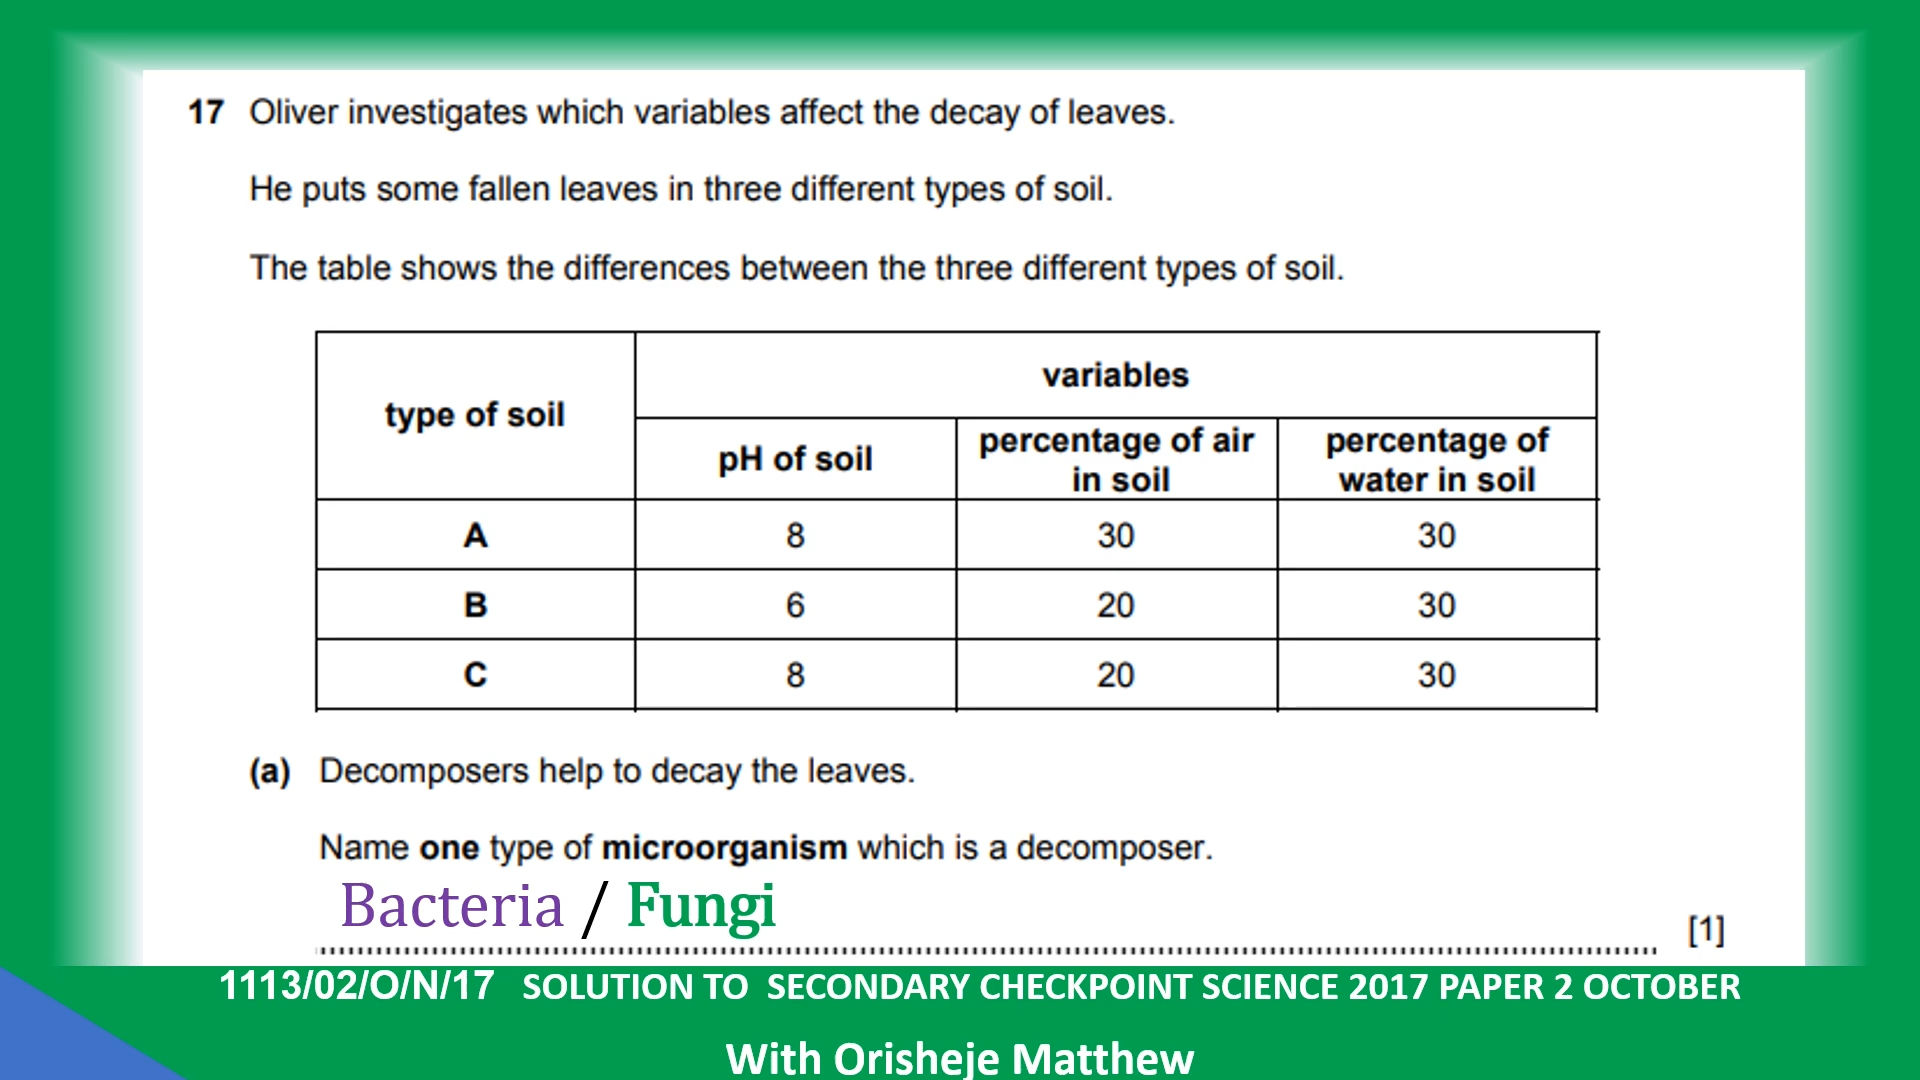 17 Oliver investigates which variables affect the decay of leaves.
He puts some fallen leaves in three different types of soil.
The table shows the differences between the three different types of soil.
type of soil
variables
pH of soil
percentage of air in soil
percentage of water in soil
A 8 30 30
B 6 20 30
C 8 20 30
(a) Decomposers help to decay the leaves.
Name one type of microorganism which is a decomposer.
Bacteria / Fungi
[1]
1113/02/O/N/17 SOLUTION TO SECONDARY CHECKPOINT SCIENCE 2017 PAPER 2 OCTOBER
With Orisheje Matthew